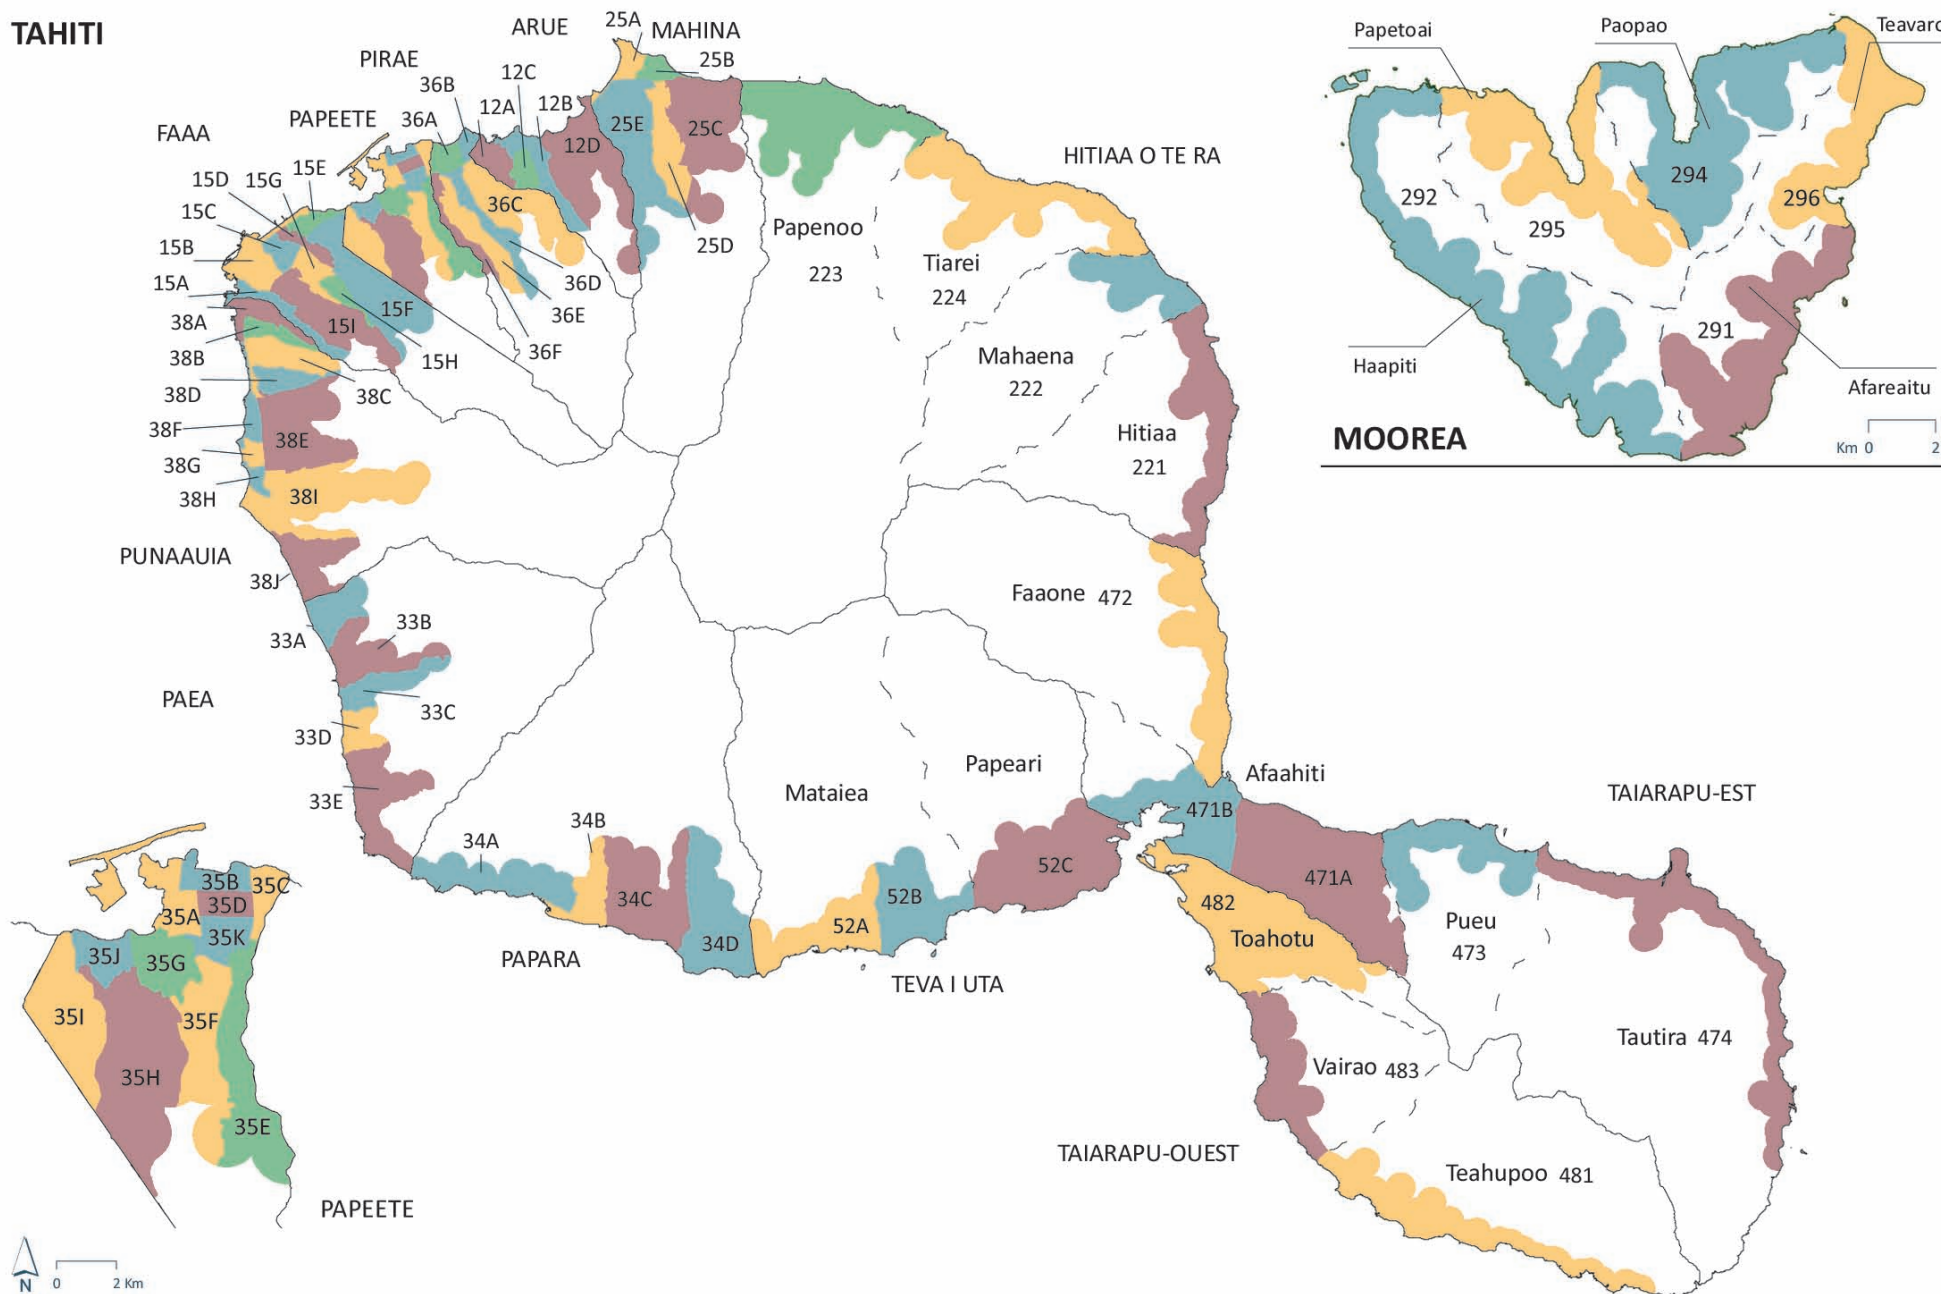 TAHITI
25A
ARUE
MAHINA
PIRAE
25B
36B
12C
12A
12B
PAPEETE
36A
FAAA
25E
25C
12D
15E
15D
15G
15C
36C
15B
25D
36D
15A
36E
15F
38A
15I
36F
38B
15H
38D
38C
38F
38E
38G
38H
38I
PUNAAUIA
38J
33A
33B
PAEA
33C
33D
33E
34A
34B
34C
34D
PAPARA
HITIAA O TE RA
Papenoo
223
Tiarei
224
Mahaena
222
Hitiaa
221
Faaone 472
Papeari
Mataiea
52A
52B
52C
TEVA I UTA
Afaahiti
471B
471A
TAIARAPU-EST
482
Toahotu
Pueu
473
Tautira 474
Vairao 483
TAIARAPU-OUEST
Teahupoo 481
Papetoai
Paopao
Teavaro
294
292
296
295
291
Haapiti
Afareaitu
MOOREA
Km 0 2
35B
35C
35D
35A
35K
35J
35G
35I
35F
35H
35E
PAPEETE
N
0 2 Km